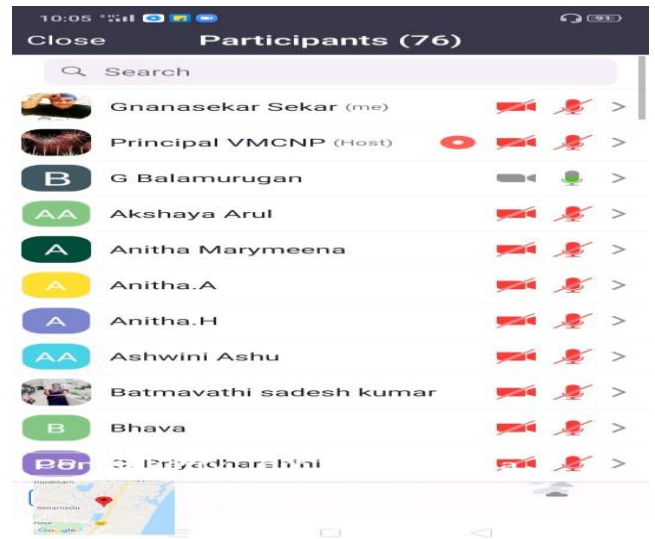 10:05
91
Close Participants (76)
Search
Gnanasekar Sekar (me)
Principal VMCNP (Host)
B G Balamurugan
AA Akshaya Arul
A Anitha Marymeena
A Anitha.A
A Anitha.H
AA Ashwini Ashu
Batmavathi sadesh kumar
B Bhava
Priyadharshini
Google